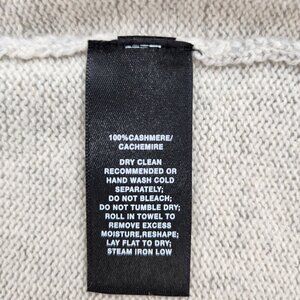 100%CASHMERE/
CACHEMIRE
DRY CLEAN
RECOMMENDED OR
HAND WASH COLD
SEPARATELY;
DO NOT BLEACH;
DO NOT TUMBLE DRY;
ROLL IN TOWEL TO
REMOVE EXCESS
MOISTURE,RESHAPE;
LAY FLAT TO DRY;
STEAM IRON LOW